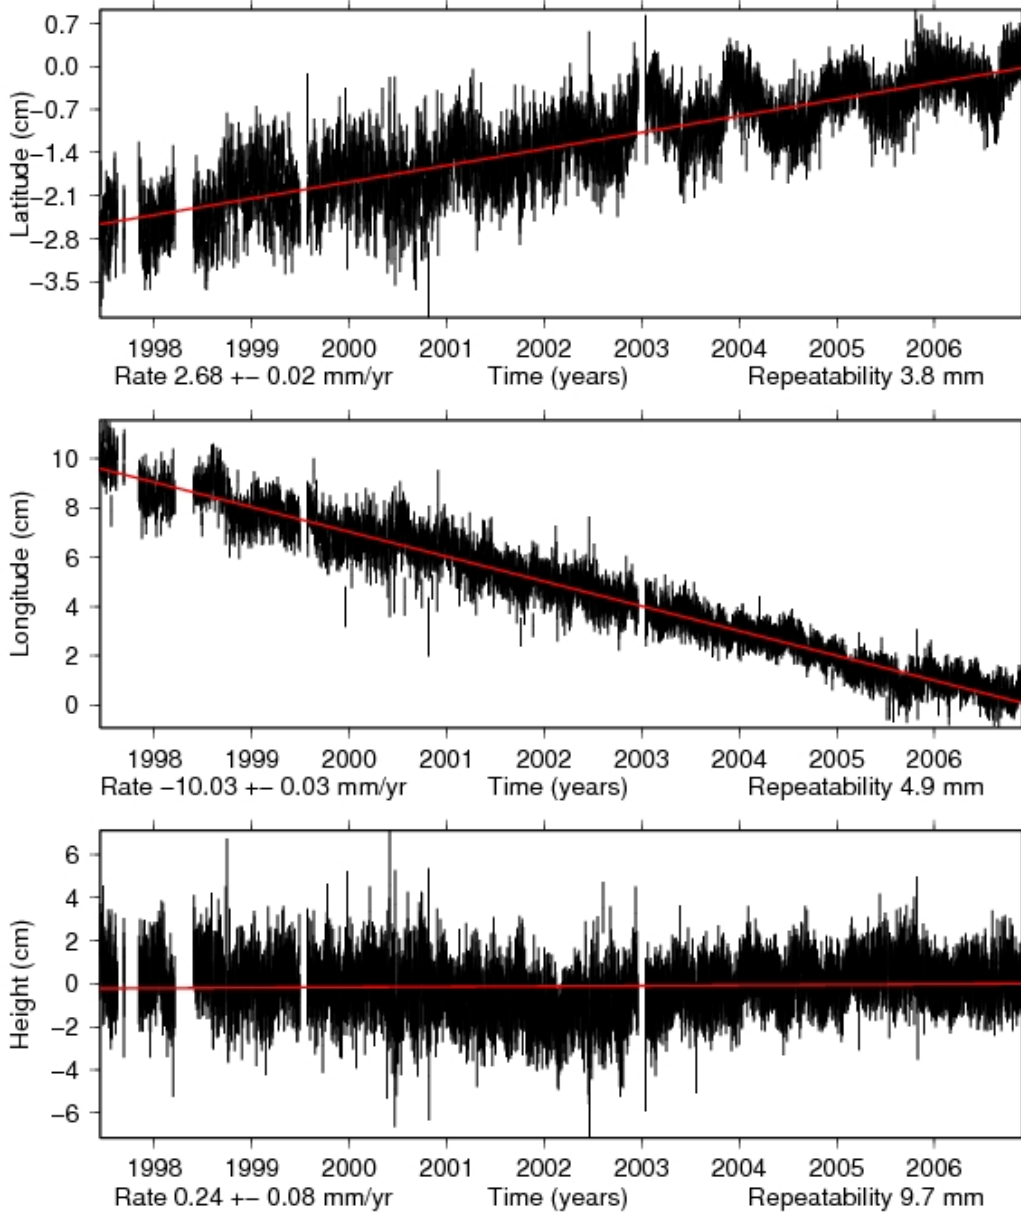 0.7
0.0
−0.7
−1.4
−2.1
−2.8
−3.5
Latitude (cm)
1998 1999 2000 2001 2002 2003 2004 2005 2006
Rate 2.68 +− 0.02 mm/yr Time (years) Repeatability 3.8 mm
10
8
6
4
2
0
Longitude (cm)
1998 1999 2000 2001 2002 2003 2004 2005 2006
Rate −10.03 +− 0.03 mm/yr Time (years) Repeatability 4.9 mm
6
4
2
0
−2
−4
−6
Height (cm)
1998 1999 2000 2001 2002 2003 2004 2005 2006
Rate 0.24 +− 0.08 mm/yr Time (years) Repeatability 9.7 mm